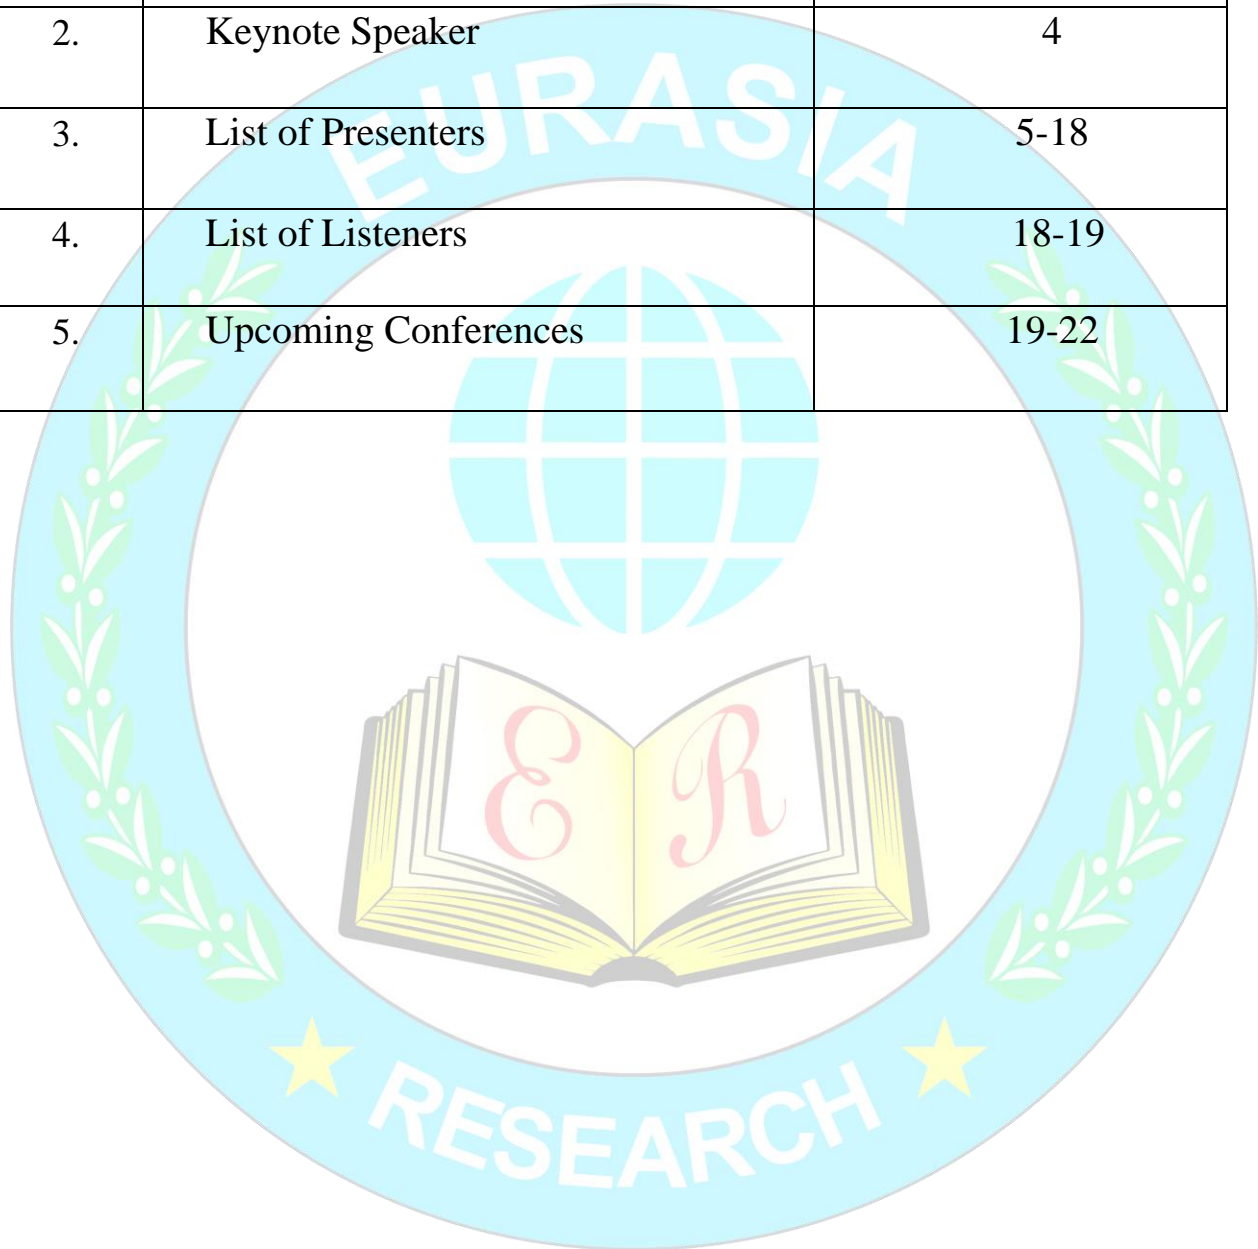 2. Keynote Speaker 4
3. List of Presenters 5-18
4. List of Listeners 18-19
5. Upcoming Conferences 19-22
EURASIA
E R
RESEARCH